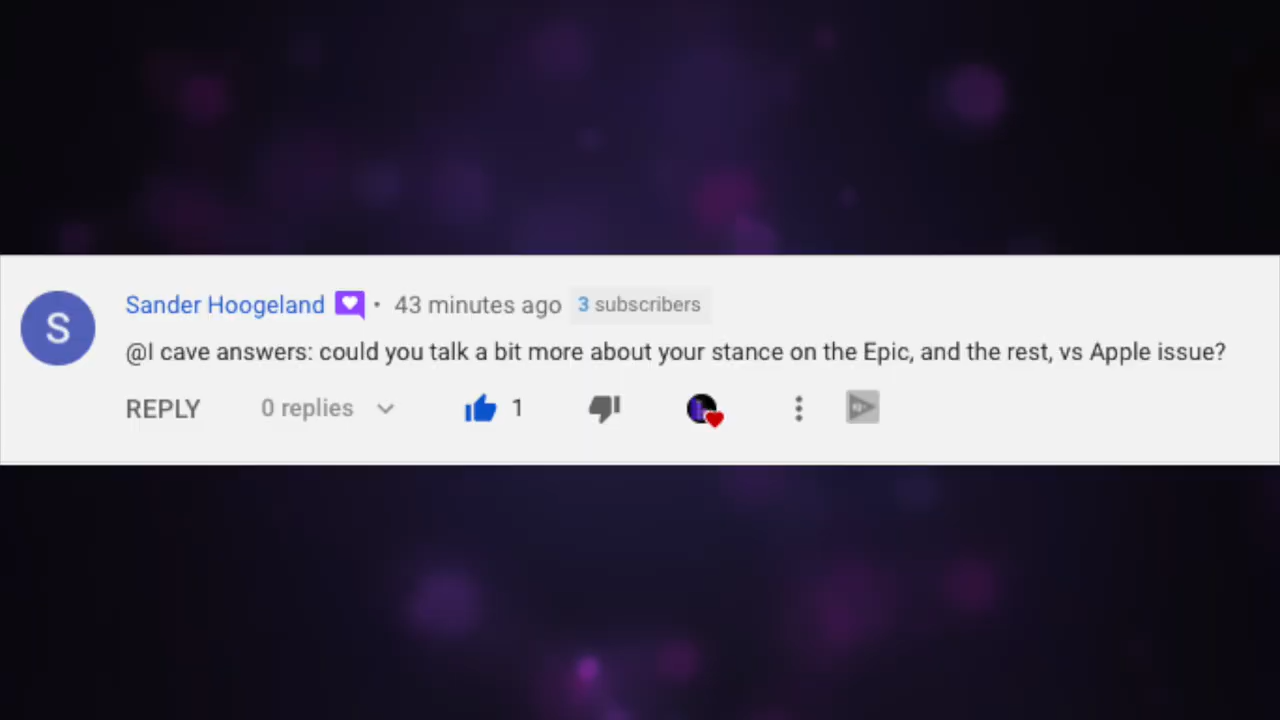 S
Sander Hoogeland • 43 minutes ago 3 subscribers
@I cave answers: could you talk a bit more about your stance on the Epic, and the rest, vs Apple issue?
REPLY 0 replies 1